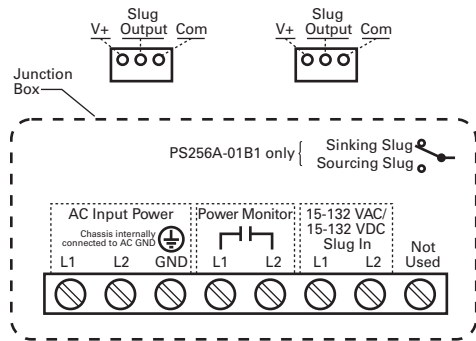 Slug
V+ Output Com
Slug
V+ Output Com
Junction
Box
PS256A-01B1 only
Sinking Slug
Sourcing Slug
AC Input Power
Chassis internally
connected to AC GND
L1 L2 GND
Power Monitor
L1 L2
15-132 VAC/
15-132 VDC
Slug In
L1 L2
Not
Used